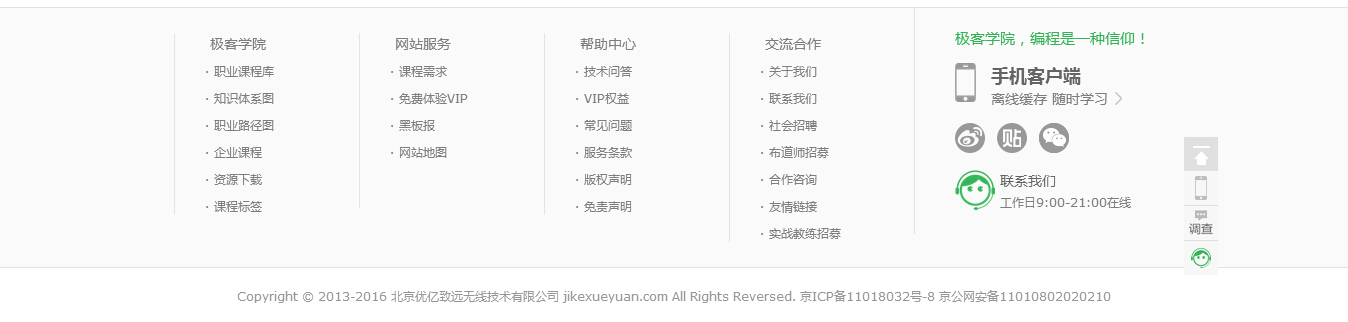 极客学院
· 职业课程库
· 知识体系图
· 职业路径图
· 企业课程
· 资源下载
· 课程标签
网站服务
· 课程需求
· 免费体验VIP
· 黑板报
· 网站地图
帮助中心
· 技术问答
· VIP权益
· 常见问题
· 服务条款
· 版权声明
· 免责声明
交流合作
· 关于我们
· 联系我们
· 社会招聘
· 布道师招募
· 合作咨询
· 友情链接
· 实战教练招募
极客学院，编程是一种信仰！
手机客户端
离线缓存 随时学习
贴
联系我们
工作日9:00-21:00在线
调查
Copyright © 2013-2016 北京优亿致远无线技术有限公司 jikexueyuan.com All Rights Reversed. 京ICP备11018032号-8 京公网安备11010802020210